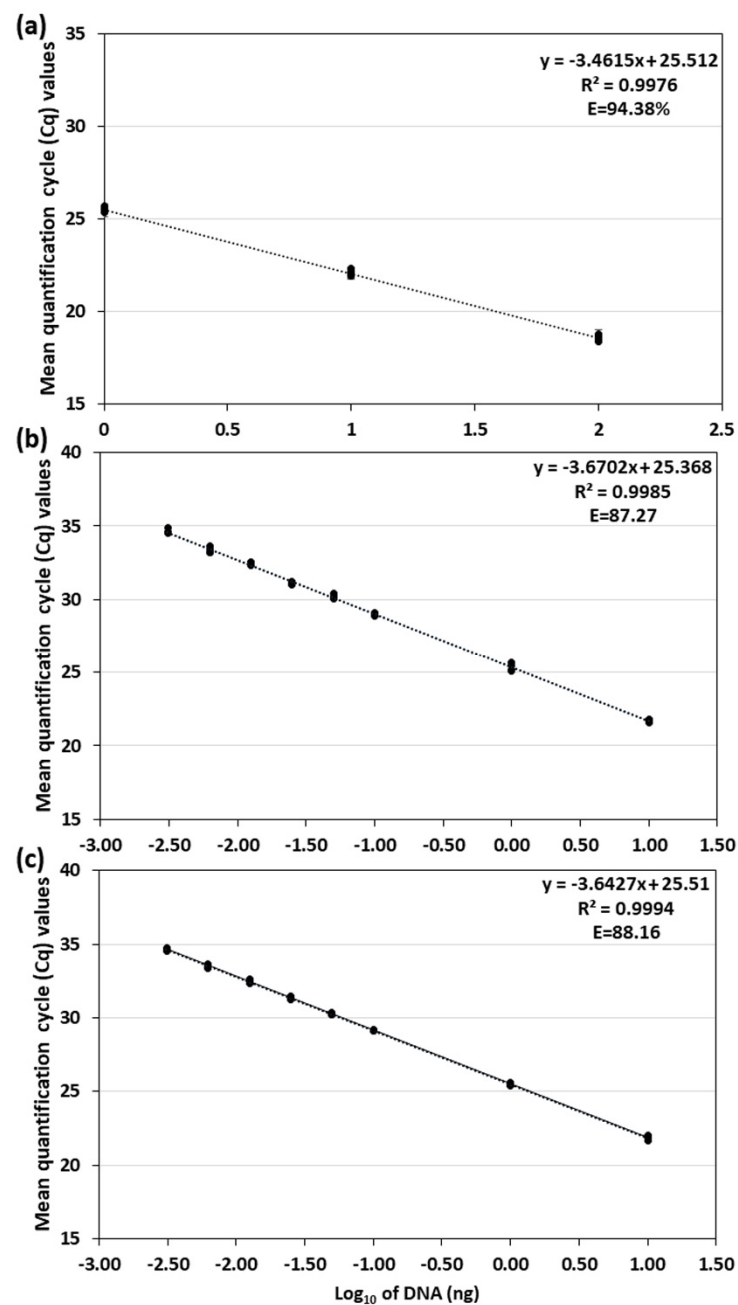 (a)
Mean quantification cycle (Cq) values
35
30
25
20
15
y = -3.4615x + 25.512
R² = 0.9976
E=94.38%
0 0.5 1 1.5 2 2.5
(b)
Mean quantification cycle (Cq) values
40
35
30
25
20
15
y = -3.6702x + 25.368
R² = 0.9985
E=87.27
-3.00 -2.50 -2.00 -1.50 -1.00 -0.50 0.00 0.50 1.00 1.50
(c)
Mean quantification cycle (Cq) values
40
35
30
25
20
15
y = -3.6427x + 25.51
R² = 0.9994
E=88.16
-3.00 -2.50 -2.00 -1.50 -1.00 -0.50 0.00 0.50 1.00 1.50
Log₁₀ of DNA (ng)